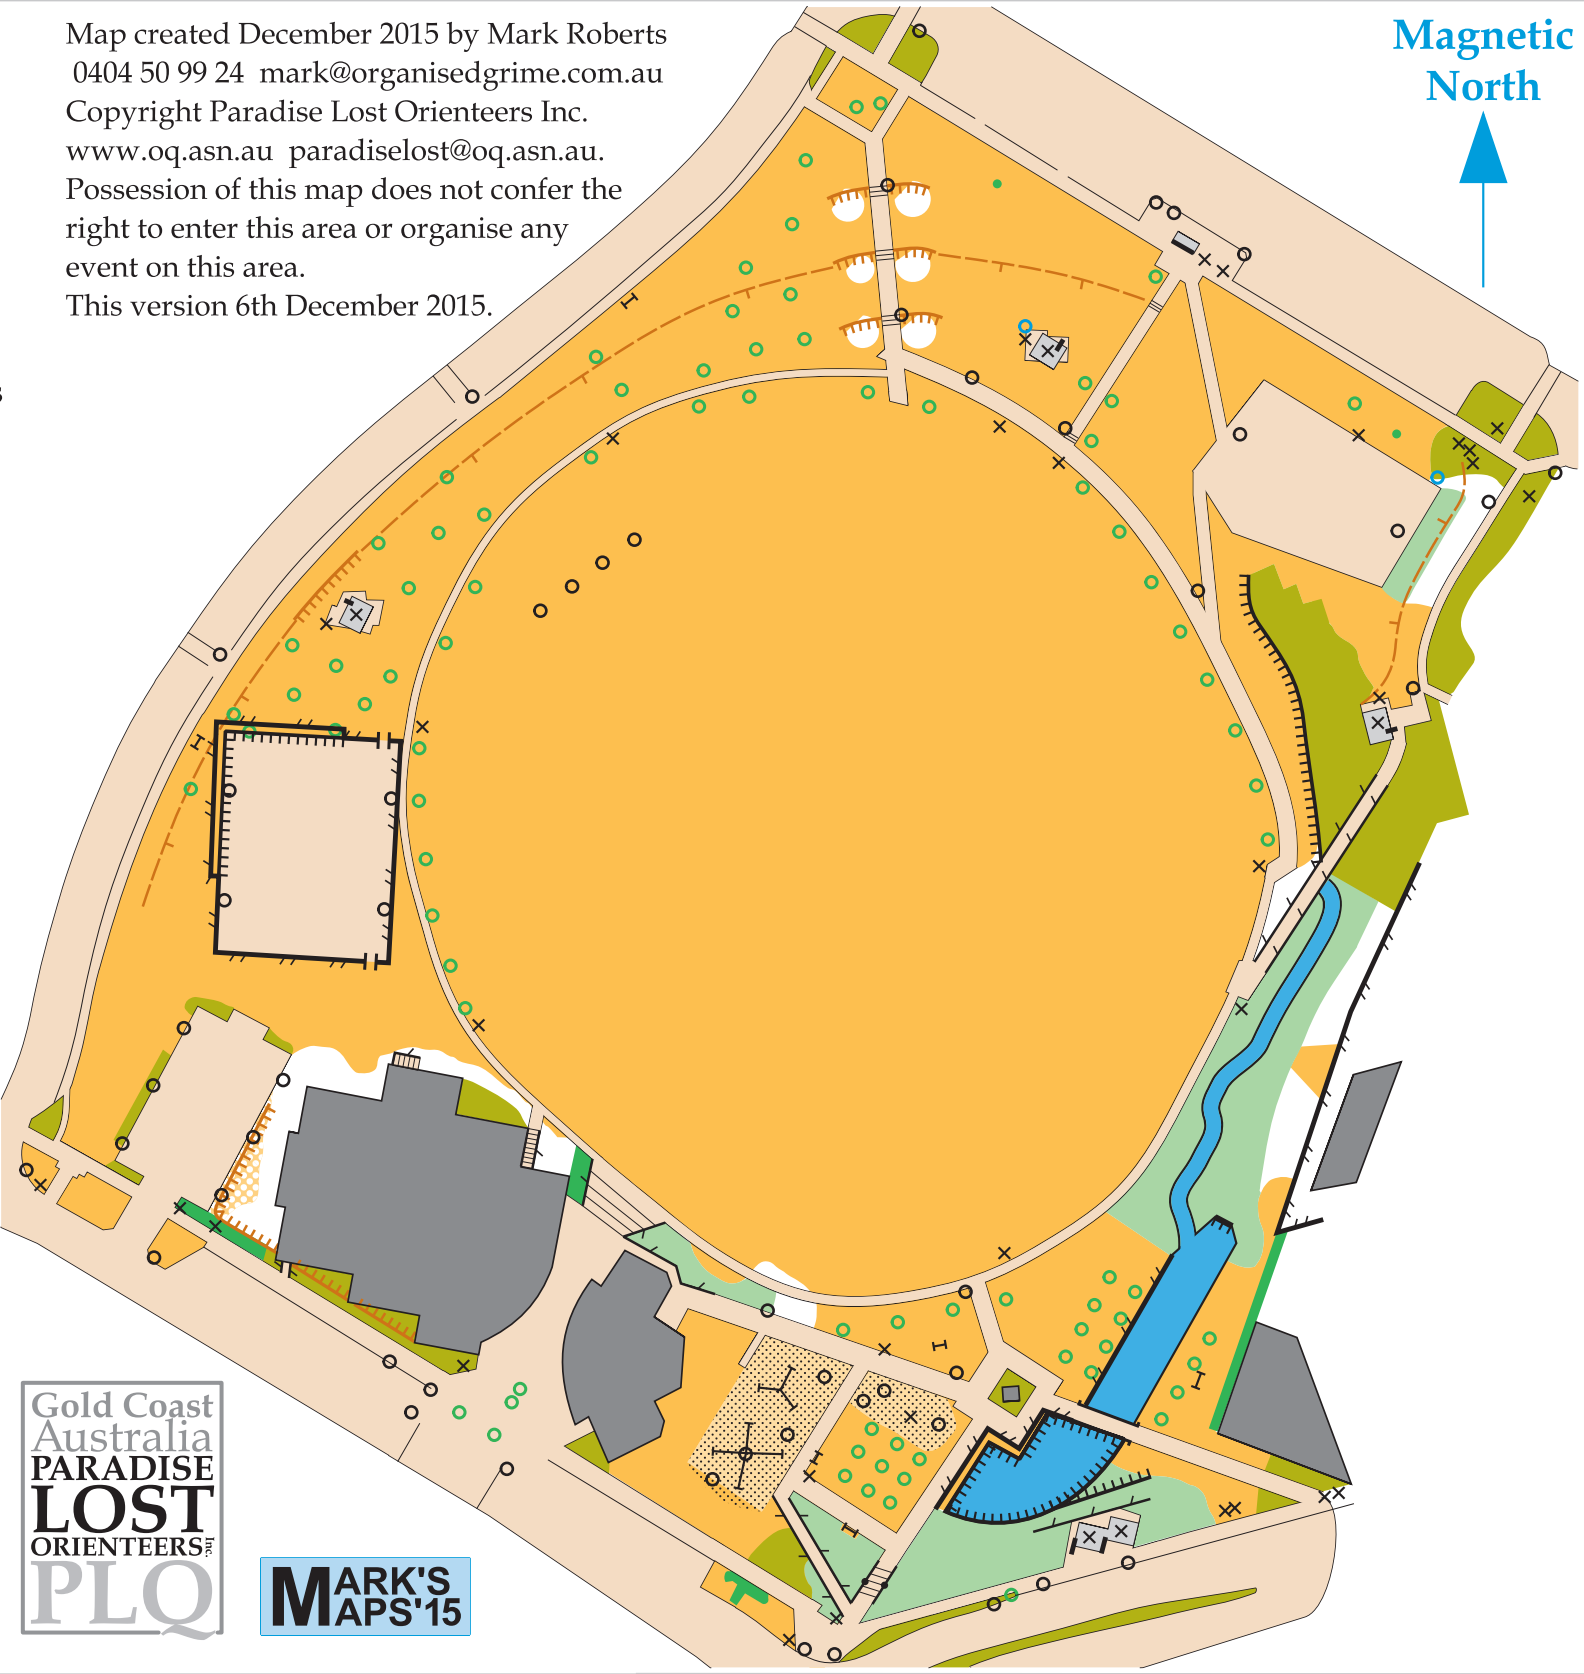 Map created December 2015 by Mark Roberts
0404 50 99 24 mark@organisedgrime.com.au
Copyright Paradise Lost Orienteers Inc.
www.oq.asn.au paradiselost@oq.asn.au.
Possession of this map does not confer the
right to enter this area or organise any
event on this area.
This version 6th December 2015.
Magnetic
North
s
Gold Coast
Australia
PARADISE
LOST
ORIENTEERS Inc.
PLQ
MARK'S
MAPS'15